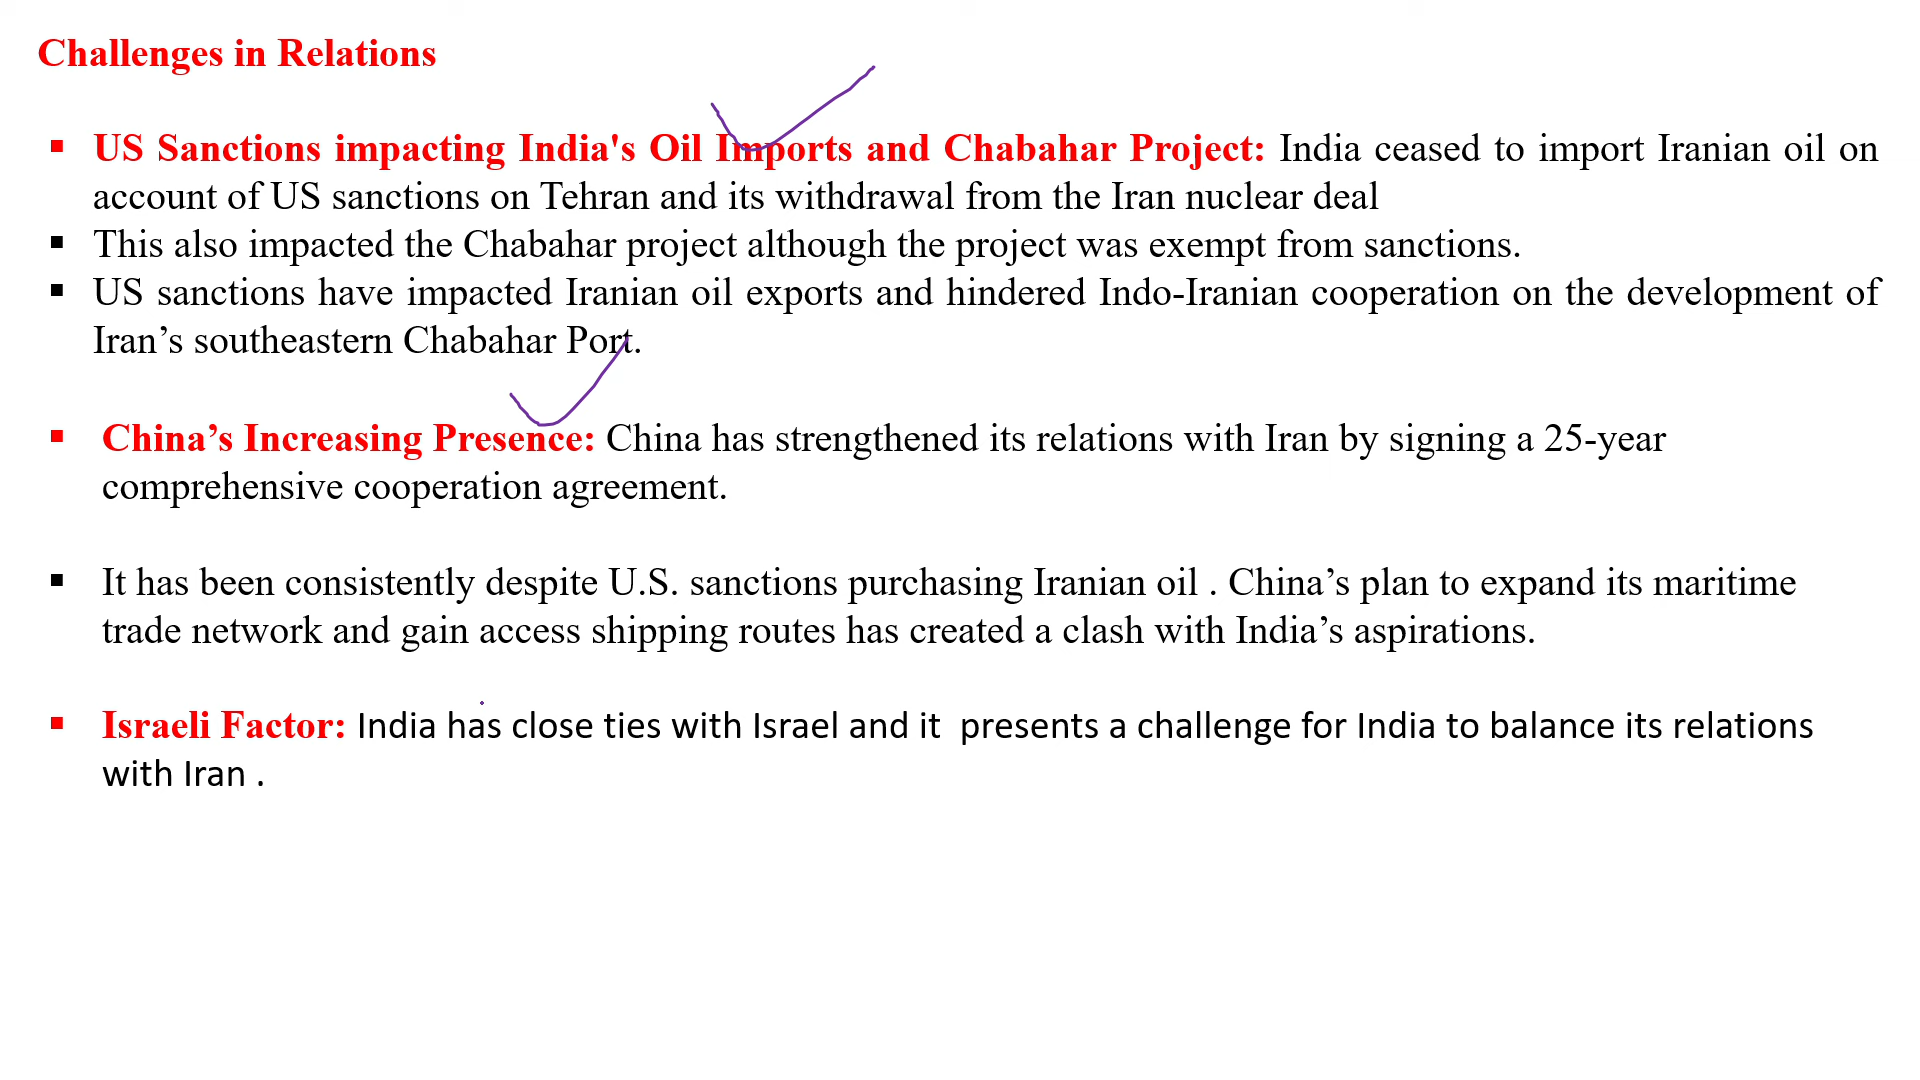 Challenges in Relations
▪ US Sanctions impacting India's Oil Imports and Chabahar Project: India ceased to import Iranian oil on
account of US sanctions on Tehran and its withdrawal from the Iran nuclear deal
▪ This also impacted the Chabahar project although the project was exempt from sanctions.
▪ US sanctions have impacted Iranian oil exports and hindered Indo-Iranian cooperation on the development of
Iran’s southeastern Chabahar Port.
▪ China’s Increasing Presence: China has strengthened its relations with Iran by signing a 25-year
comprehensive cooperation agreement.
▪ It has been consistently despite U.S. sanctions purchasing Iranian oil . China’s plan to expand its maritime
trade network and gain access shipping routes has created a clash with India’s aspirations.
▪ Israeli Factor: India has close ties with Israel and it  presents a challenge for India to balance its relations
with Iran .